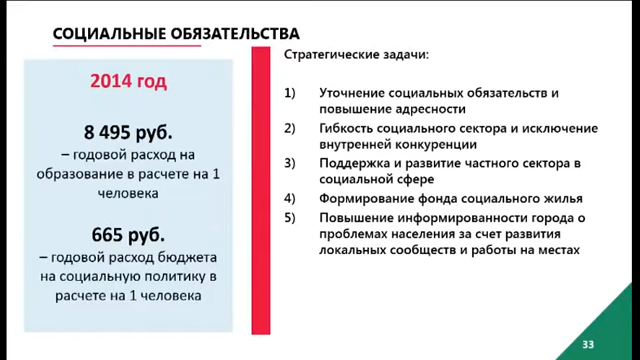 СОЦИАЛЬНЫЕ ОБЯЗАТЕЛЬСТВА
2014 год
8 495 руб.
– годовой расход на
образование в расчете на 1
человека
665 руб.
– годовой расход бюджета
на социальную политику в
расчете на 1 человека
Стратегические задачи:
1) Уточнение социальных обязательств и
повышение адресности
2) Гибкость социального сектора и исключение
внутренней конкуренции
3) Поддержка и развитие частного сектора в
социальной сфере
4) Формирование фонда социального жилья
5) Повышение информированности города о
проблемах населения за счет развития
локальных сообществ и работы на местах
33